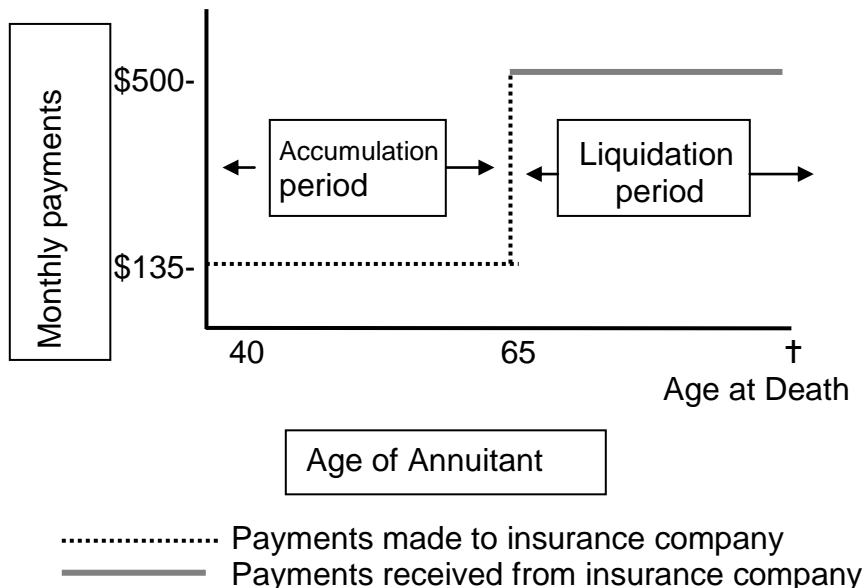 Monthly payments
$500-
$135-
Accumulation
period
Liquidation
period
40
65
✝
Age at Death
Age of Annuitant
Payments made to insurance company
Payments received from insurance company